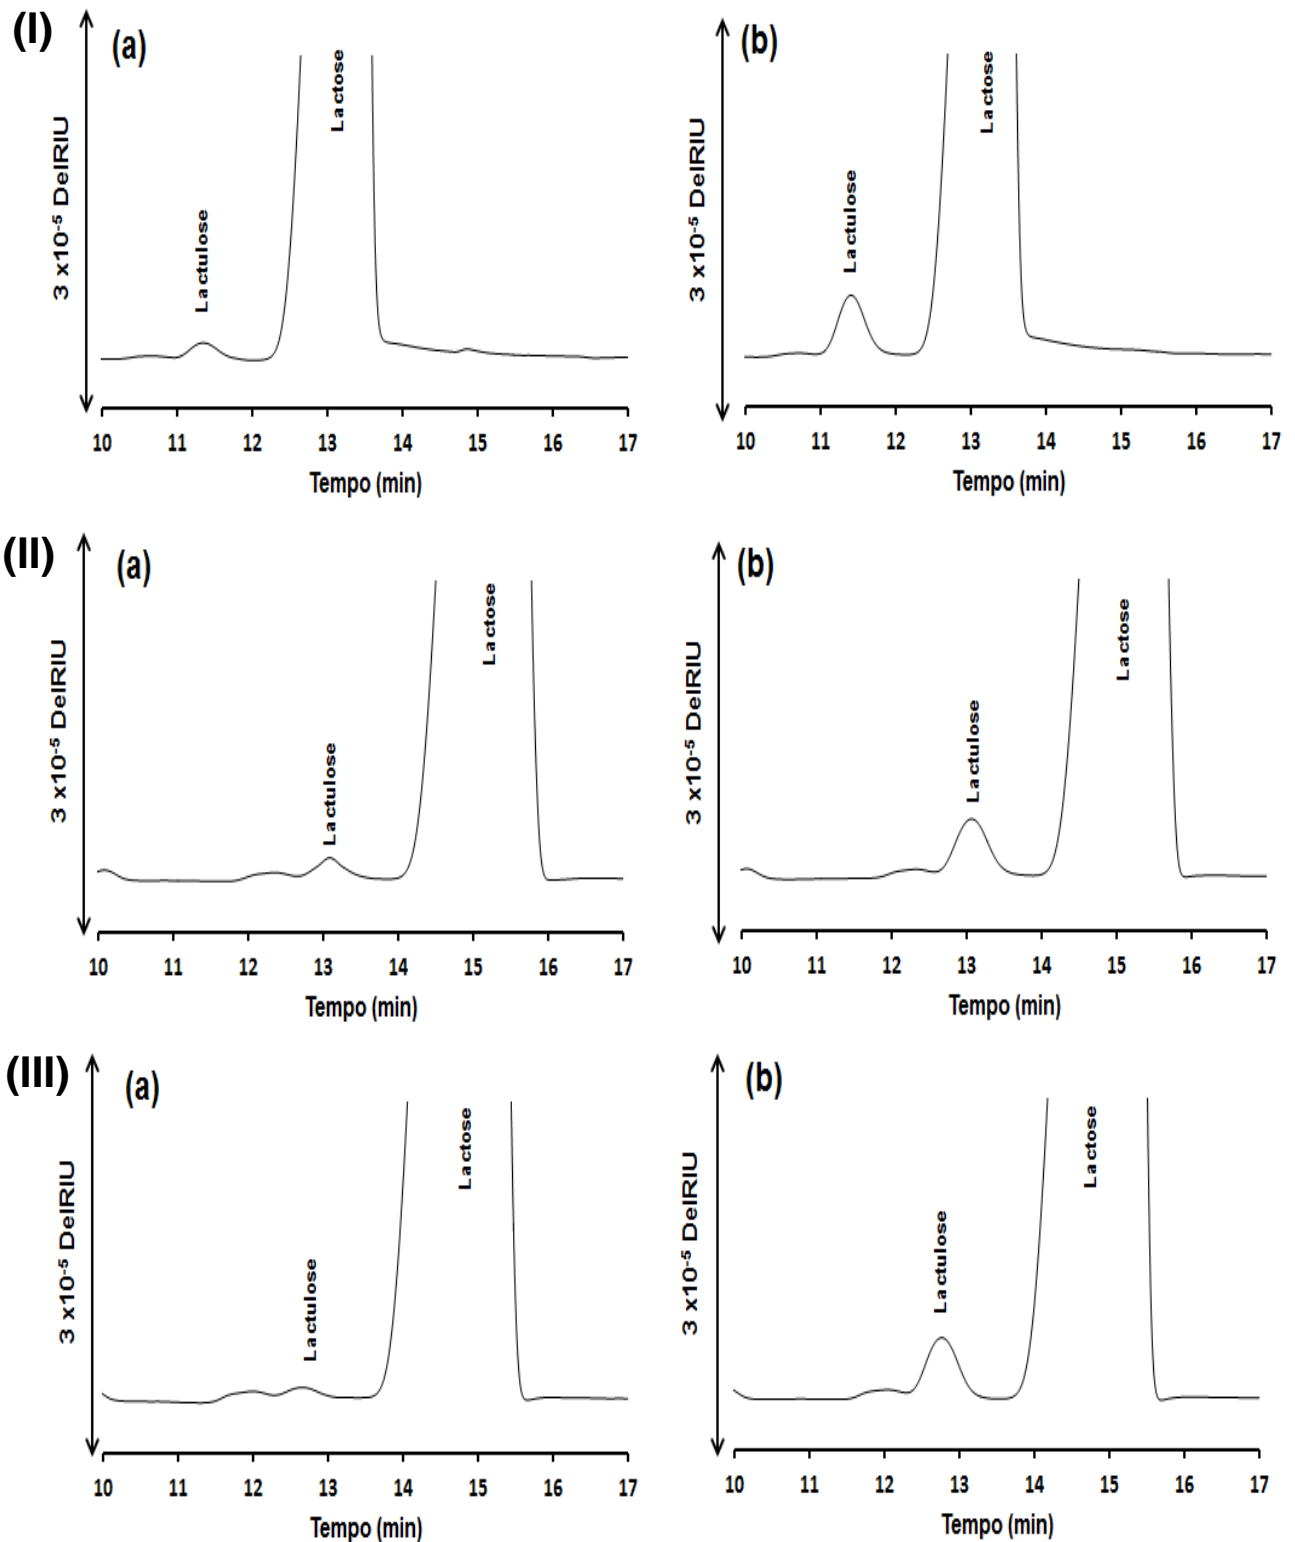 (I)
(a)
3 x10⁻⁵ DelRIU
Lactulose
Lactose
10 11 12 13 14 15 16 17
Tempo (min)
(b)
3 x10⁻⁵ DelRIU
Lactulose
Lactose
10 11 12 13 14 15 16 17
Tempo (min)
(II)
(a)
3 x10⁻⁵ DelRIU
Lactulose
Lactose
10 11 12 13 14 15 16 17
Tempo (min)
(b)
3 x10⁻⁵ DelRIU
Lactulose
Lactose
10 11 12 13 14 15 16 17
Tempo (min)
(III)
(a)
3 x10⁻⁵ DelRIU
Lactulose
Lactose
10 11 12 13 14 15 16 17
Tempo (min)
(b)
3 x10⁻⁵ DelRIU
Lactulose
Lactose
10 11 12 13 14 15 16 17
Tempo (min)